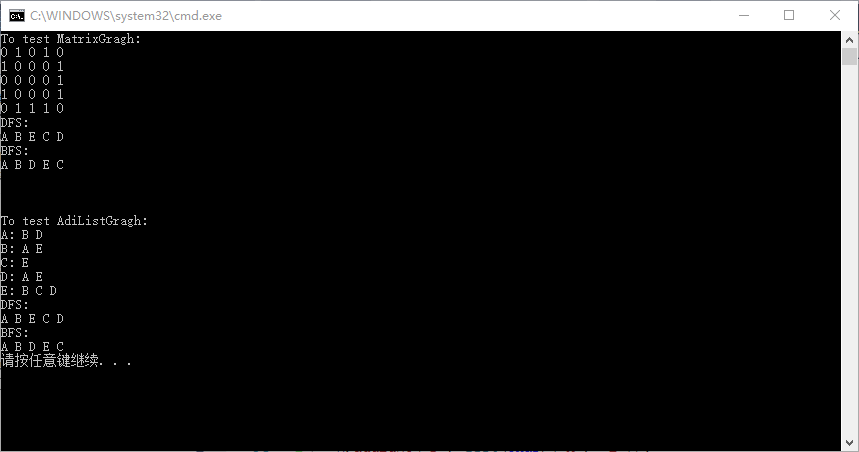 C:\WINDOWS\system32\cmd.exe
To test MatrixGragh:
0 1 0 1 0
1 0 0 0 1
0 0 0 0 1
1 0 0 0 1
0 1 1 1 0
DFS:
A B E C D
BFS:
A B D E C
To test AdiListGragh:
A: B D
B: A E
C: E
D: A E
E: B C D
DFS:
A B E C D
BFS:
A B D E C
请按任意键继续. . .